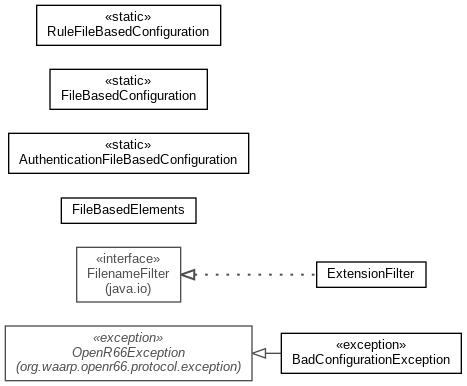 «static»
RuleFileBasedConfiguration
«static»
FileBasedConfiguration
«static»
AuthenticationFileBasedConfiguration
FileBasedElements
«interface»
FilenameFilter
(java.io)
ExtensionFilter
«exception»
OpenR66Exception
(org.waarp.openr66.protocol.exception)
«exception»
BadConfigurationException